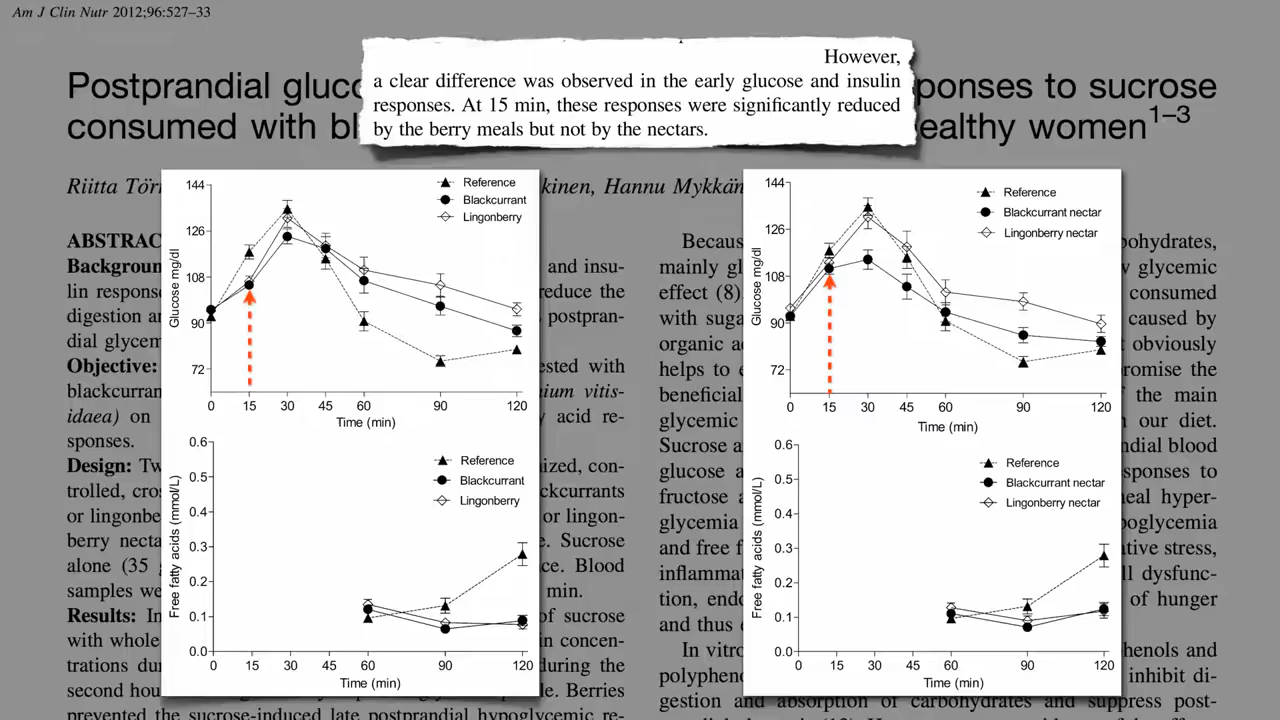 Am J Clin Nutr 2012;96:527–33
However,
a clear difference was observed in the early glucose and insulin
responses. At 15 min, these responses were significantly reduced
by the berry meals but not by the nectars.
Postprandial gluc ponses to sucrose
consumed with ealthy women1–3
Riitta kinen, Hannu
144
126
108
90
72
Glucose mg/dl
Reference
Blackcurrant
Lingonberry
0 15 30 45 60 90 120
Time (min)
0.6
0.5
0.4
0.3
0.2
0.1
0.0
Free fatty acids (mmol/L)
Reference
Blackcurrant
Lingonberry
0 15 30 45 60 90 120
Time (min)
144
126
108
90
72
Glucose mg/dl
Reference
Blackcurrant nectar
Lingonberry nectar
0 15 30 45 60 90 120
Time (min)
0.6
0.5
0.4
0.3
0.2
0.1
0.0
Free fatty acids (mmol/L)
Reference
Blackcurrant nectar
Lingonberry nectar
0 15 30 45 60 90 120
Time (min)
ABSTRAC
Backgroun and insu-
lin respons reduce the
digestion a postpran-
dial glycem
Objective: ested with
blackcurran nium vitis-
idaea) on acid re-
sponses.
Design: ized, con-
trolled, cros ckcurrants
or lingonbe or lingon-
berry necta e. Sucrose
alone (35 ce. Blood
samples we min.
Results: In of sucrose
with whole in concen-
trations du during the
second hou
prevented the sucrose-induced late postprandial hypoglycemic re-
Becaus bohydrates,
mainly gl w glycemic
effect (8) consumed
with suga caused by
organic a t obviously
helps to promise the
beneficial f the main
glycemic n our diet.
Sucrose a ndial blood
glucose a esponses to
fructose a neal hyper-
glycemia poglycemia
and free f ative stress,
inflammat ll dysfunc-
tion, endo of hunger
and thus
In vitro henols and
polypheno inhibit di-
gestion and absorption of carbohydrates and suppress post-